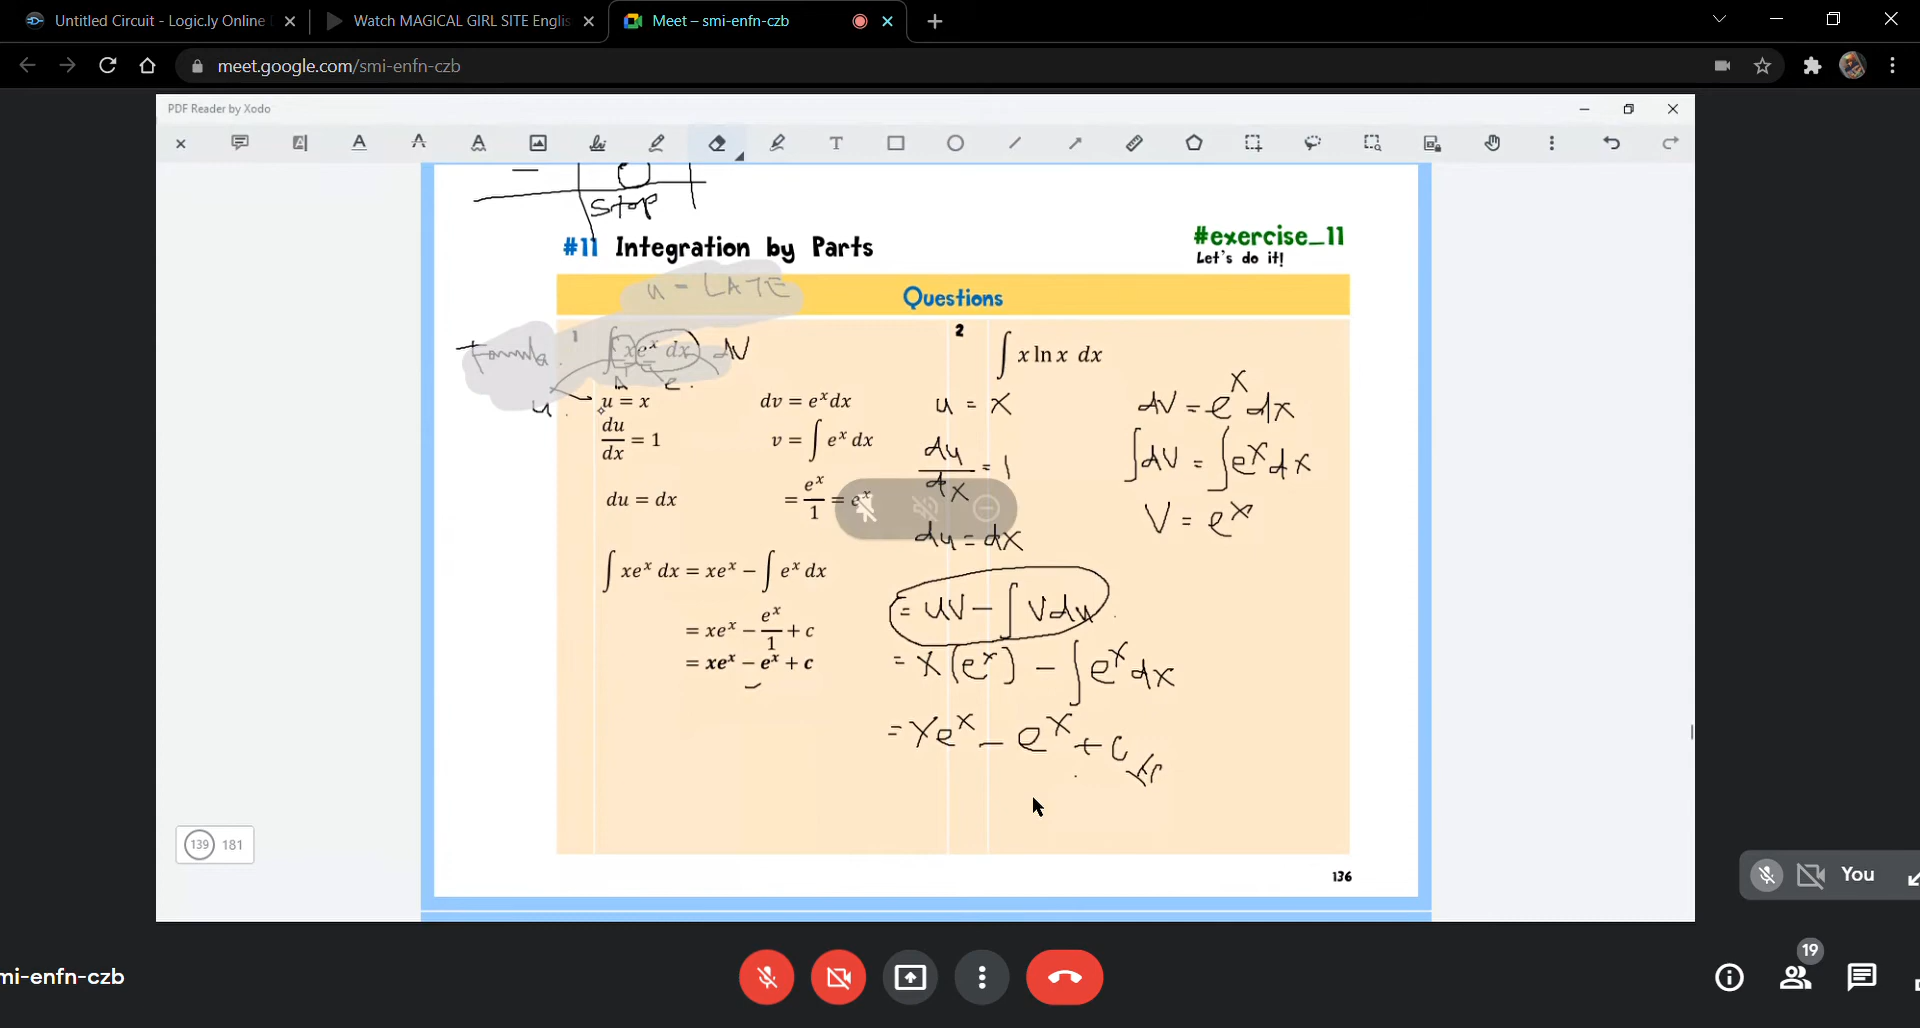 Untitled Circuit - Logic.ly Online
Watch MAGICAL GIRL SITE Englis
Meet – smi-enfn-czb
meet.google.com/smi-enfn-czb
PDF Reader by Xodo
T
– 0
stop
#11 Integration by Parts
#exercise_11
Let's do it!
u - LATE
Questions
Formula:
1
∫ xe^x dx dV
A e.
2
∫ x ln x dx
u.
u = x
dv = e^x dx
du/dx = 1
v = ∫ e^x dx
du = dx
= e^x/1 = e^x
∫ xe^x dx = xe^x − ∫ e^x dx
= xe^x − e^x/1 + c
= xe^x − e^x + c
u = x
du/dx = 1
du = dx
dV = e^x dx
∫dV = ∫e^x dx
V = e^x
= uV − ∫Vdu
= x(e^x) − ∫e^x dx
= xe^x − e^x + c
139 181
136
You
mi-enfn-czb
19